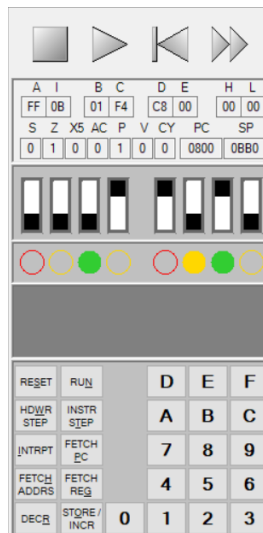 A I B C D E H L
FF 0B 01 F4 C8 00 00 00
S Z X5 AC P V CY PC SP
0 1 0 0 1 0 0 0800 0BB0
RESET RUN D E F
HDWR STEP INSTR STEP A B C
INTRPT FETCH PC 7 8 9
FETCH ADDRS FETCH REG 4 5 6
DECR STORE / INCR 0 1 2 3